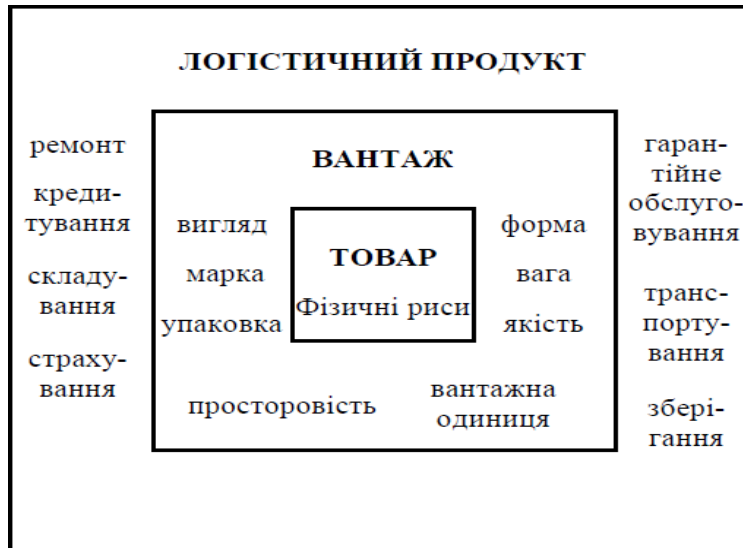 ЛОГІСТИЧНИЙ ПРОДУКТ
ремонт
креди-
тування
складу-
вання
страху-
вання
ВАНТАЖ
вигляд
марка
упаковка
ТОВАР
Фізичні риси
форма
вага
якість
просторовість
вантажна
одиниця
гаран-
тійне
обслуго-
вування
транс-
порту-
вання
збері-
гання